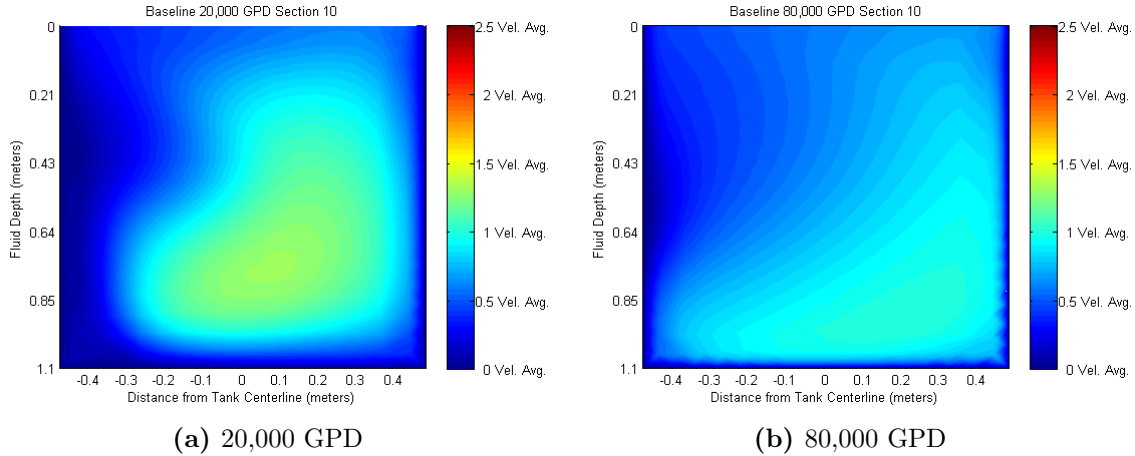 Baseline 20,000 GPD Section 10
0
0.21
0.43
0.64
0.85
1.1
Fluid Depth (meters)
-0.4 -0.3 -0.2 -0.1 0 0.1 0.2 0.3 0.4
Distance from Tank Centerline (meters)
2.5 Vel. Avg.
2 Vel. Avg.
1.5 Vel. Avg.
1 Vel. Avg.
0.5 Vel. Avg.
0 Vel. Avg.
(a) 20,000 GPD
Baseline 80,000 GPD Section 10
0
0.21
0.43
0.64
0.85
1.1
Fluid Depth (meters)
-0.4 -0.3 -0.2 -0.1 0 0.1 0.2 0.3 0.4
Distance from Tank Centerline (meters)
2.5 Vel. Avg.
2 Vel. Avg.
1.5 Vel. Avg.
1 Vel. Avg.
0.5 Vel. Avg.
0 Vel. Avg.
(b) 80,000 GPD